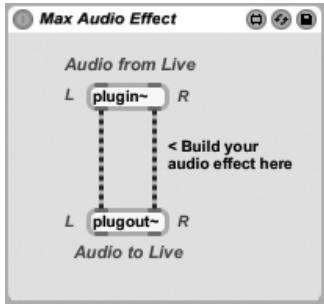 Max Audio Effect
Audio from Live
L plugin~ R
< Build your
audio effect here
L plugout~ R
Audio to Live